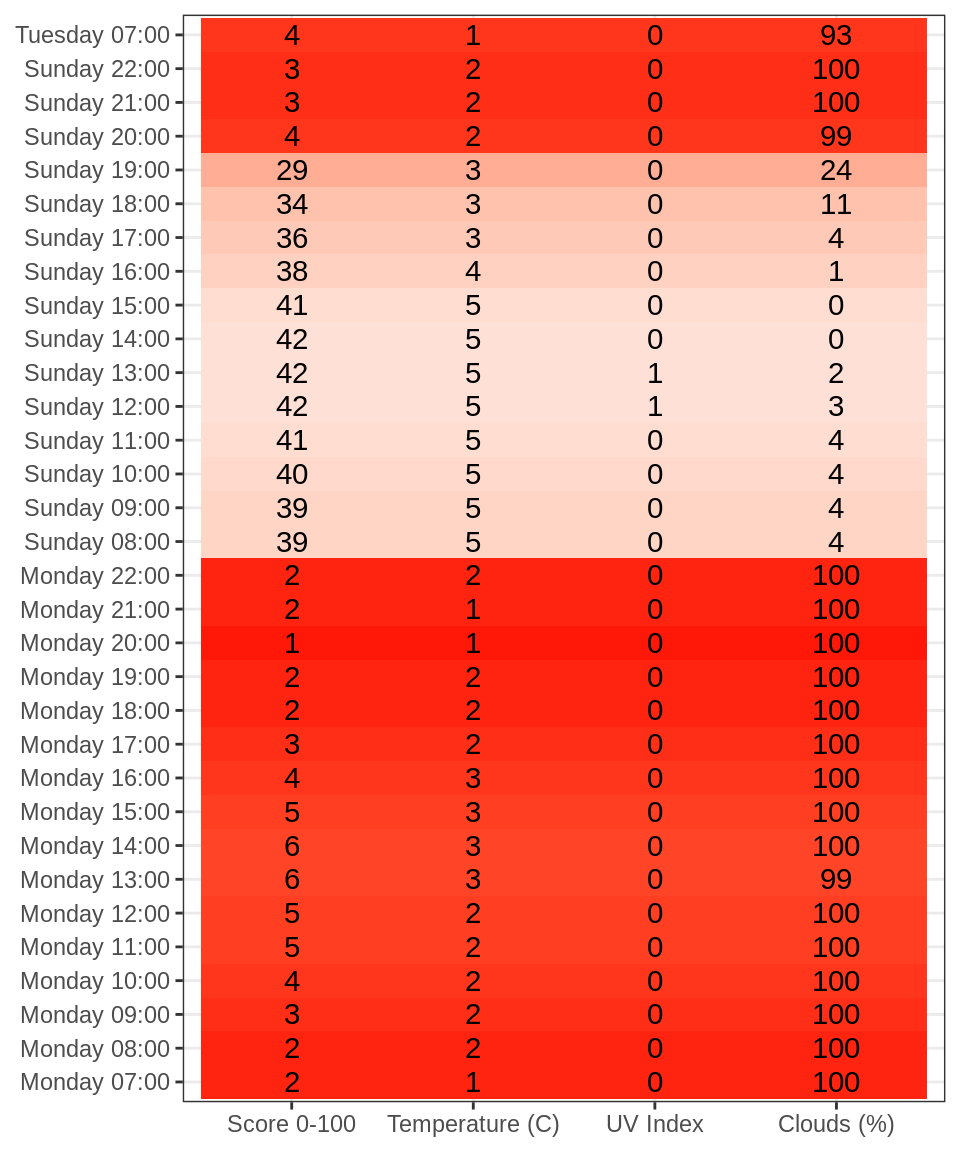 Tuesday 07:00 4 1 0 93
Sunday 22:00 3 2 0 100
Sunday 21:00 3 2 0 100
Sunday 20:00 4 2 0 99
Sunday 19:00 29 3 0 24
Sunday 18:00 34 3 0 11
Sunday 17:00 36 3 0 4
Sunday 16:00 38 4 0 1
Sunday 15:00 41 5 0 0
Sunday 14:00 42 5 0 0
Sunday 13:00 42 5 1 2
Sunday 12:00 42 5 1 3
Sunday 11:00 41 5 0 4
Sunday 10:00 40 5 0 4
Sunday 09:00 39 5 0 4
Sunday 08:00 39 5 0 4
Monday 22:00 2 2 0 100
Monday 21:00 2 1 0 100
Monday 20:00 1 1 0 100
Monday 19:00 2 2 0 100
Monday 18:00 2 2 0 100
Monday 17:00 3 2 0 100
Monday 16:00 4 3 0 100
Monday 15:00 5 3 0 100
Monday 14:00 6 3 0 100
Monday 13:00 6 3 0 99
Monday 12:00 5 2 0 100
Monday 11:00 5 2 0 100
Monday 10:00 4 2 0 100
Monday 09:00 3 2 0 100
Monday 08:00 2 2 0 100
Monday 07:00 2 1 0 100
Score 0-100 Temperature (C) UV Index Clouds (%)